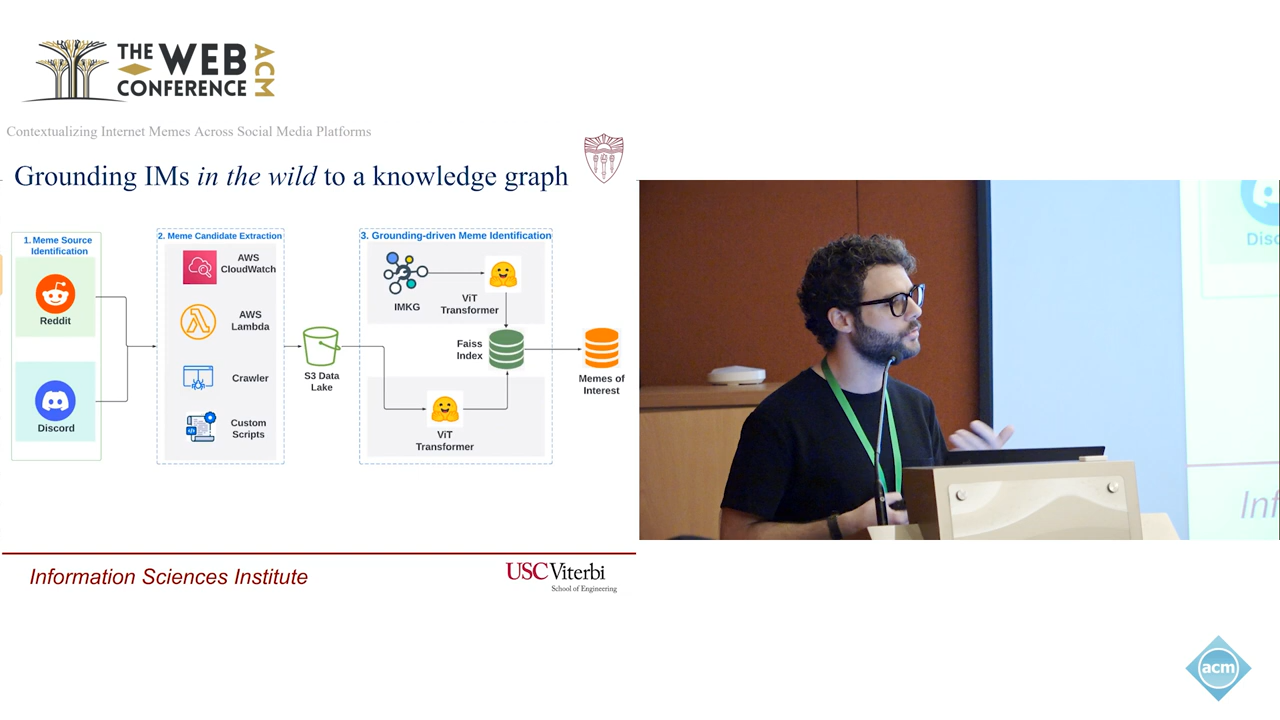 THE WEB
CONFERENCE
ACM
Contextualizing Internet Memes Across Social Media Platforms
Grounding IMs in the wild to a knowledge graph
1. Meme Source
Identification
Reddit
Discord
2. Meme Candidate Extraction
AWS
CloudWatch
AWS
Lambda
Crawler
Custom
Scripts
S3 Data
Lake
3. Grounding-driven Meme Identification
IMKG
ViT
Transformer
Faiss
Index
ViT
Transformer
Memes of
Interest
Information Sciences Institute
USC Viterbi
School of Engineering
Disc
Inf
acm